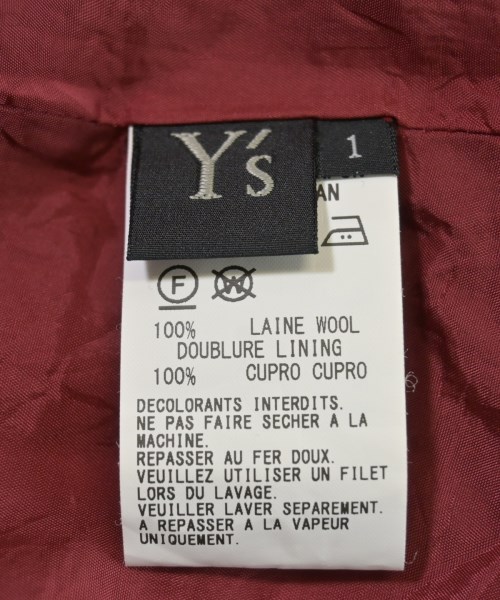 Y's
1
AN
F
W
100% LAINE WOOL
DOUBLURE LINING
100% CUPRO CUPRO
DECOLORANTS INTERDITS.
NE PAS FAIRE SECHER A LA
MACHINE.
REPASSER AU FER DOUX.
VEUILLEZ UTILISER UN FILET
LORS DU LAVAGE.
VEUILLER LAVER SEPAREMENT.
A REPASSER A LA VAPEUR
UNIQUEMENT.